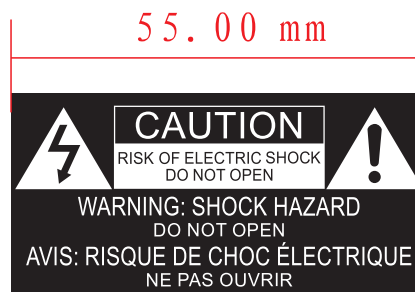 55.00 mm
CAUTION
RISK OF ELECTRIC SHOCK
DO NOT OPEN
WARNING: SHOCK HAZARD
DO NOT OPEN
AVIS: RISQUE DE CHOC ÉLECTRIQUE
NE PAS OUVRIR